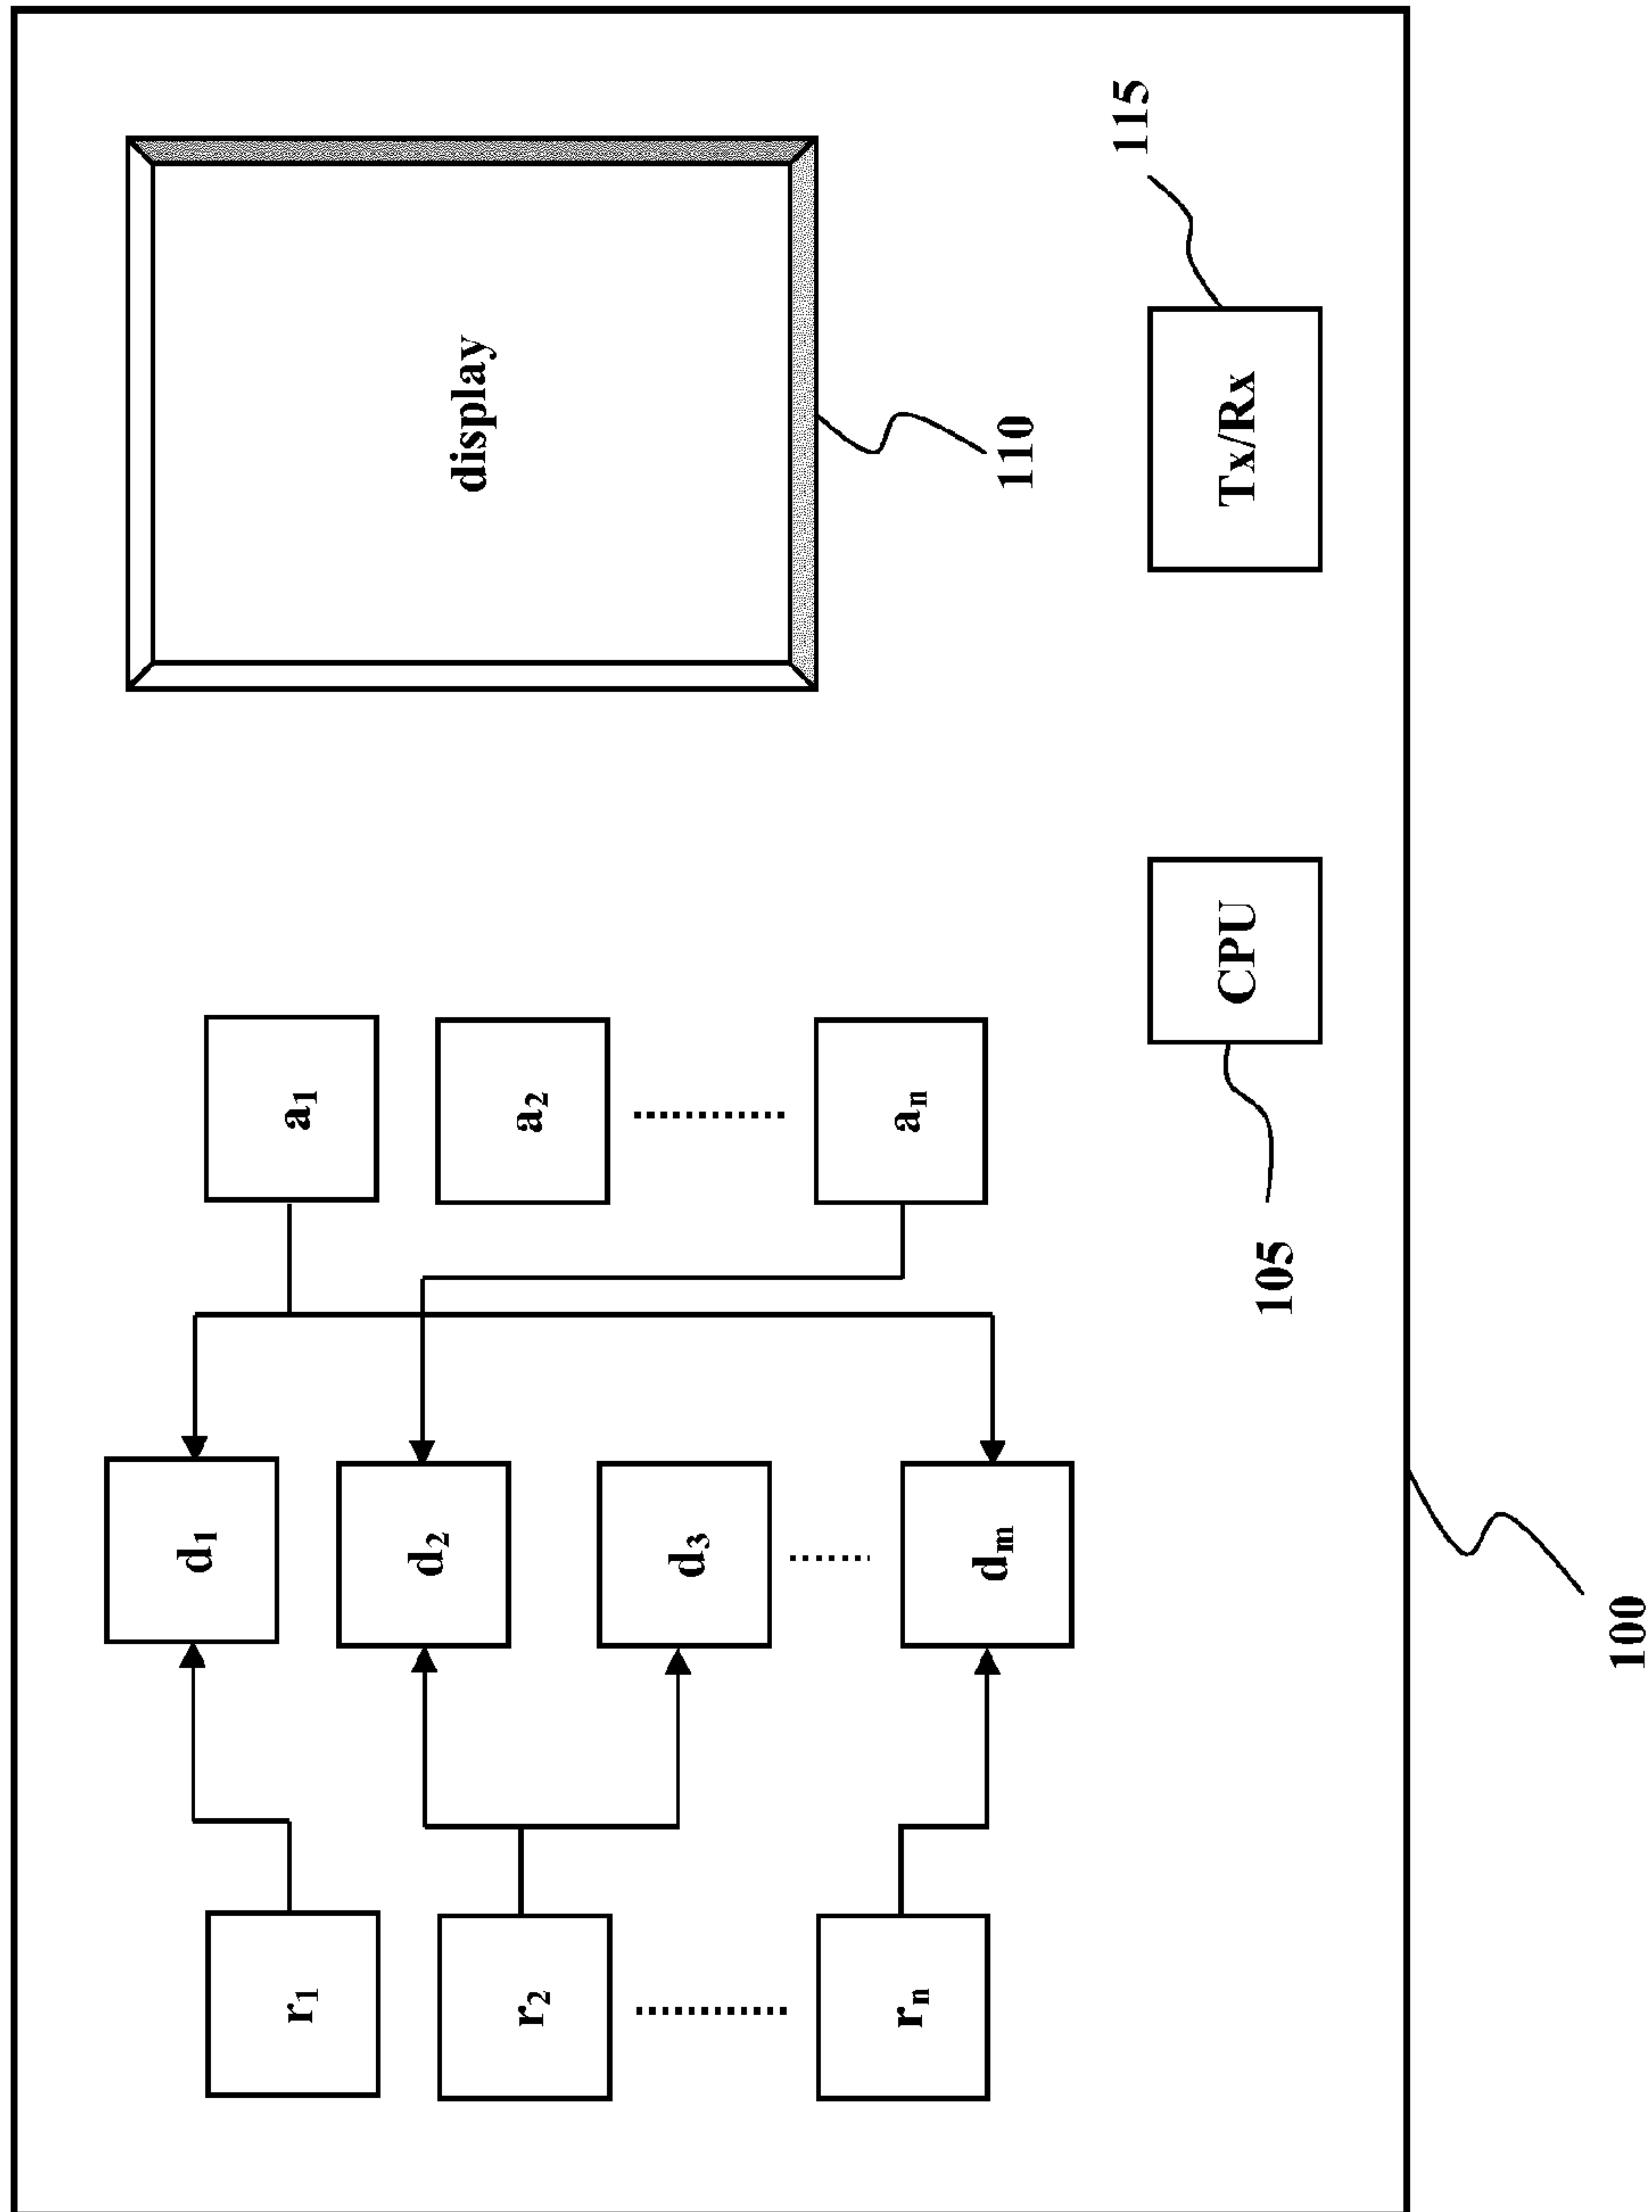 r1
d1
a1
display
r2
d2
a2
d3
rn
an
dm
110
CPU
Tx/Rx
115
105
100